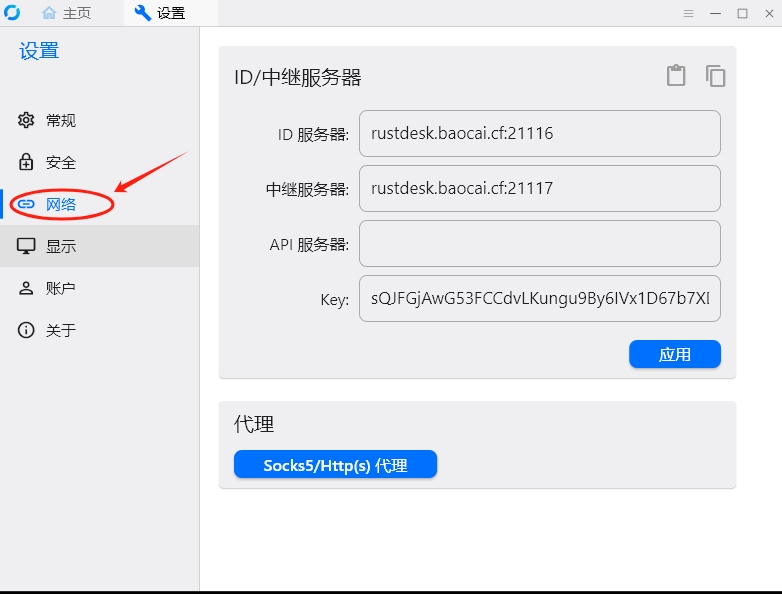 主页
设置
设置
常规
安全
网络
显示
账户
关于
ID/中继服务器
ID 服务器: rustdesk.baocai.cf:21116
中继服务器: rustdesk.baocai.cf:21117
API 服务器:
Key: sQJFGjAwG53FCCdvLKungu9By6IVx1D67b7XI
应用
代理
Socks5/Http(s) 代理